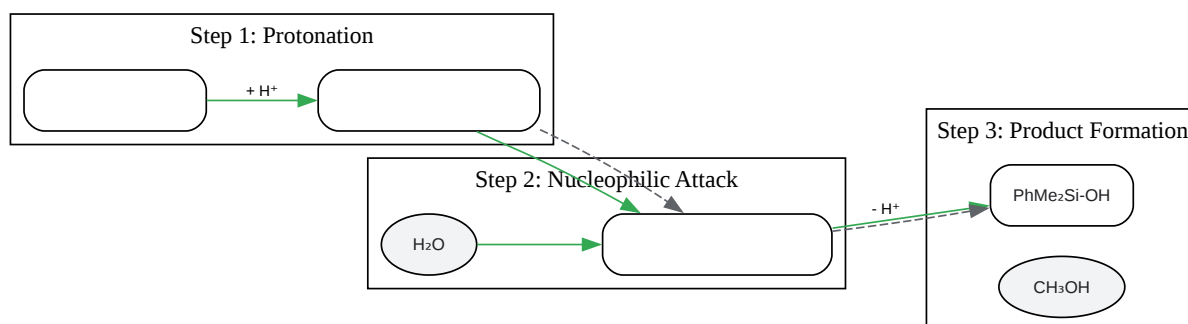 Step 1: Protonation
+ H⁺
Step 2: Nucleophilic Attack
H₂O
Step 3: Product Formation
- H⁺
PhMe₂Si-OH
CH₃OH